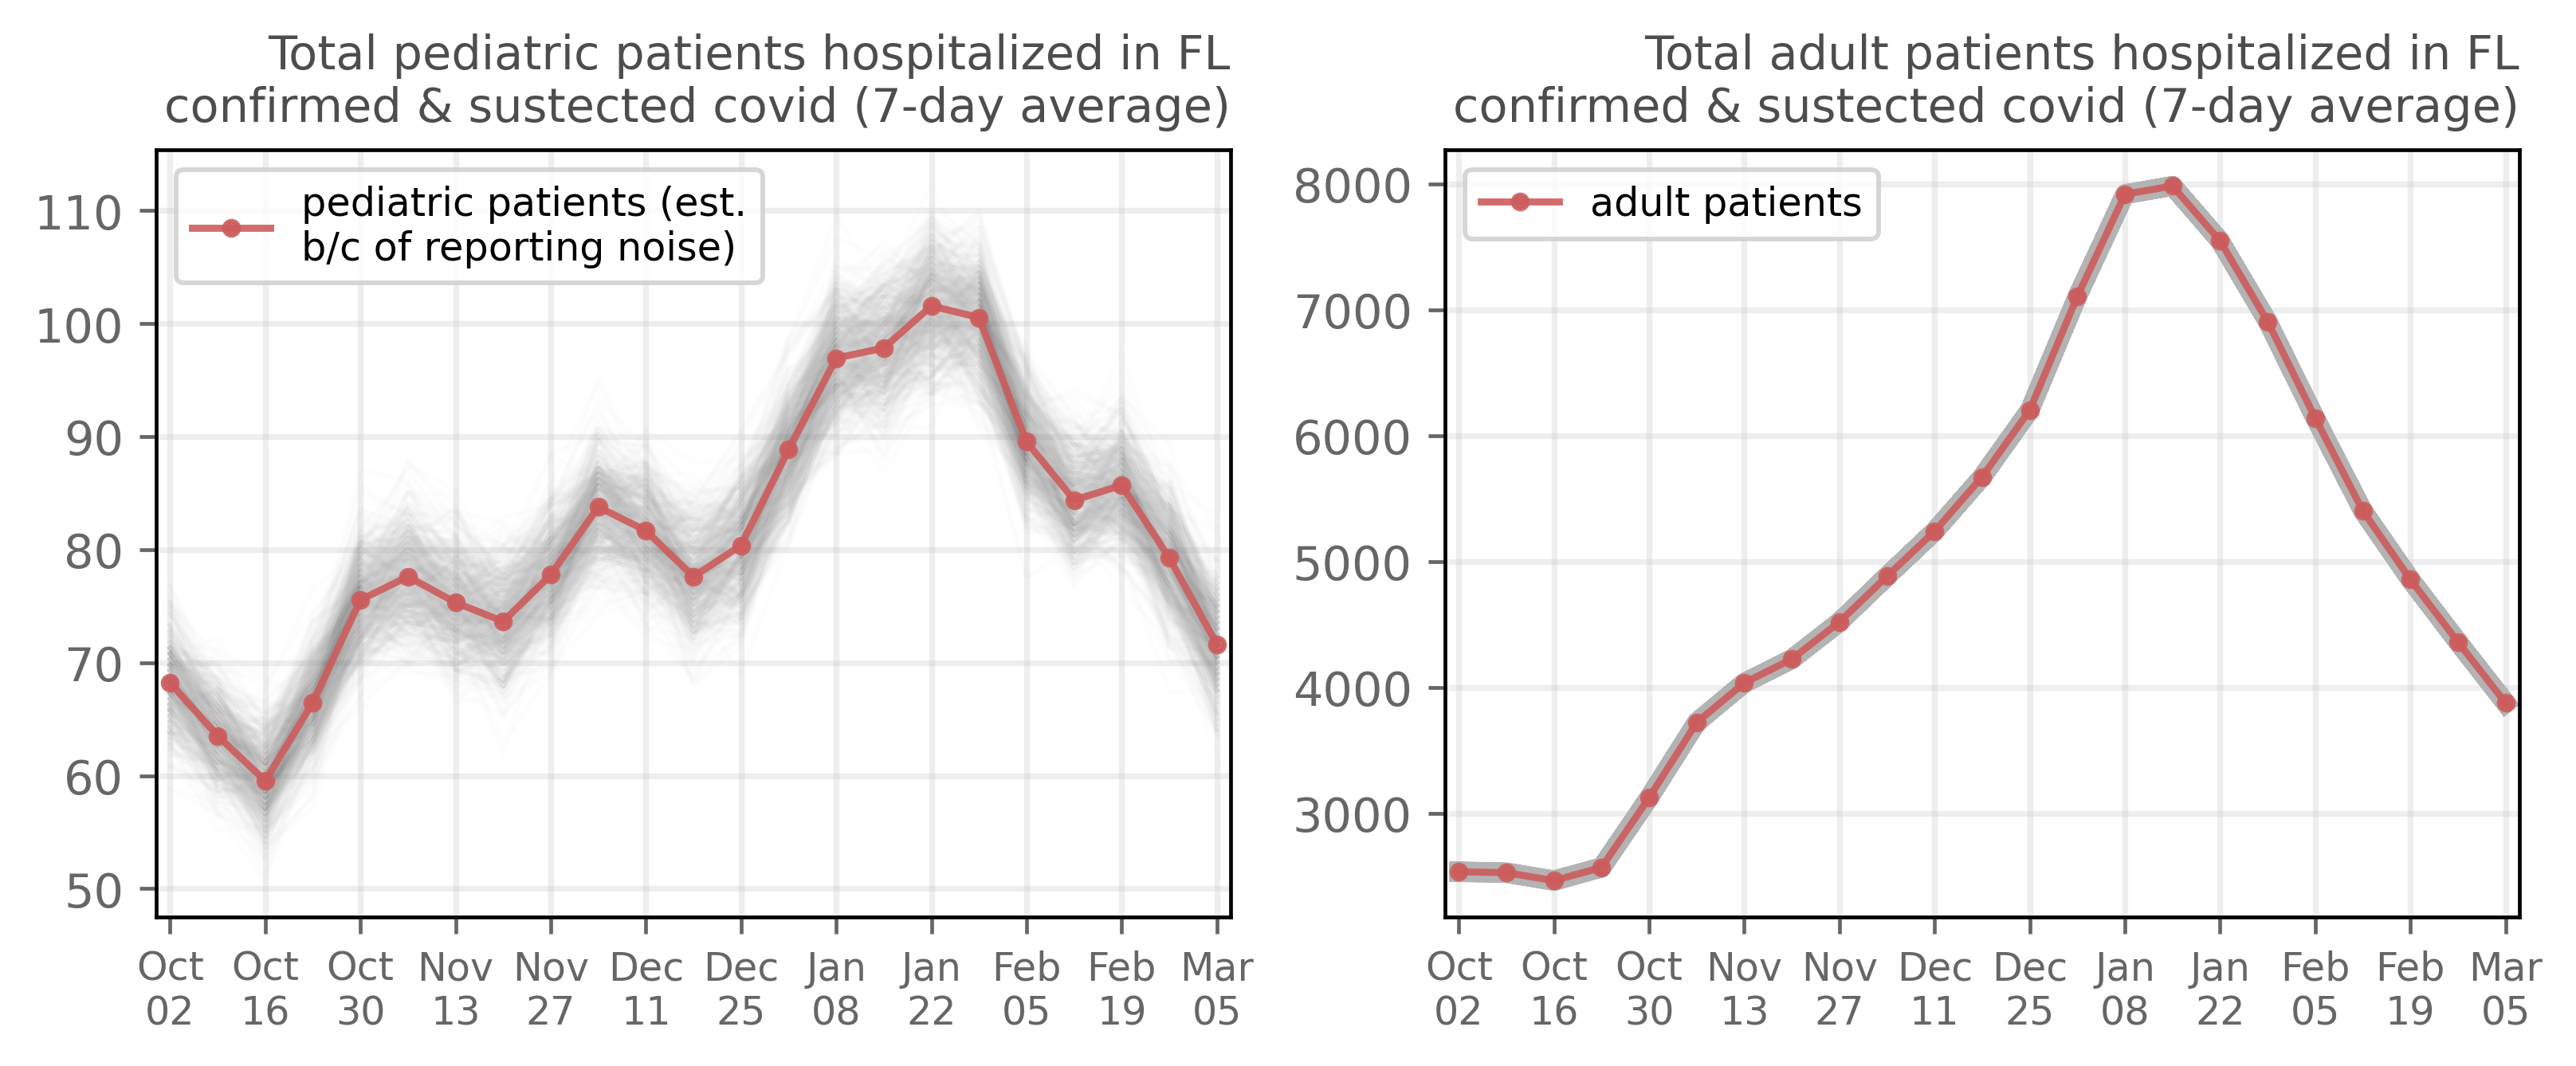 Total pediatric patients hospitalized in FL
confirmed & sustected covid (7-day average)
pediatric patients (est.
b/c of reporting noise)
110
100
90
80
70
60
50
Oct Oct Oct Nov Nov Dec Dec Jan Jan Feb Feb Mar
02 16 30 13 27 11 25 08 22 05 19 05
Total adult patients hospitalized in FL
confirmed & sustected covid (7-day average)
adult patients
8000
7000
6000
5000
4000
3000
Oct Oct Oct Nov Nov Dec Dec Jan Jan Feb Feb Mar
02 16 30 13 27 11 25 08 22 05 19 05